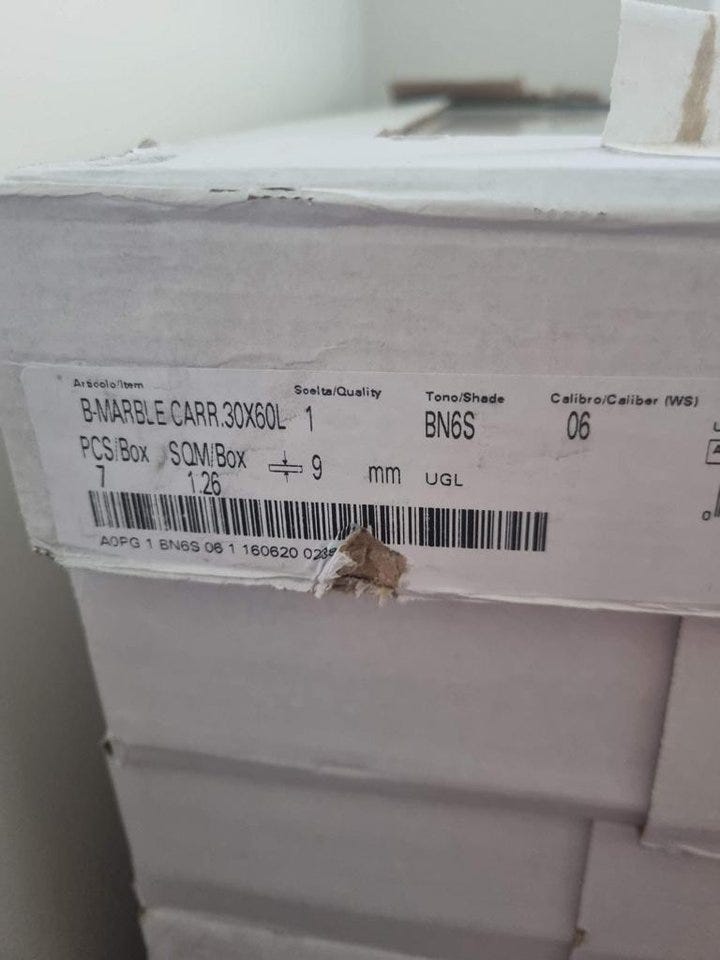 Articolo/Item Scelta/Quality Tono/Shade Calibro/Caliber (WS)
B-MARBLE CARR.30X60L 1 BN6S 06
PCS/Box SQM/Box 9 mm UGL
7 1.26
A0PG 1 BN6S 06 1 160620
0